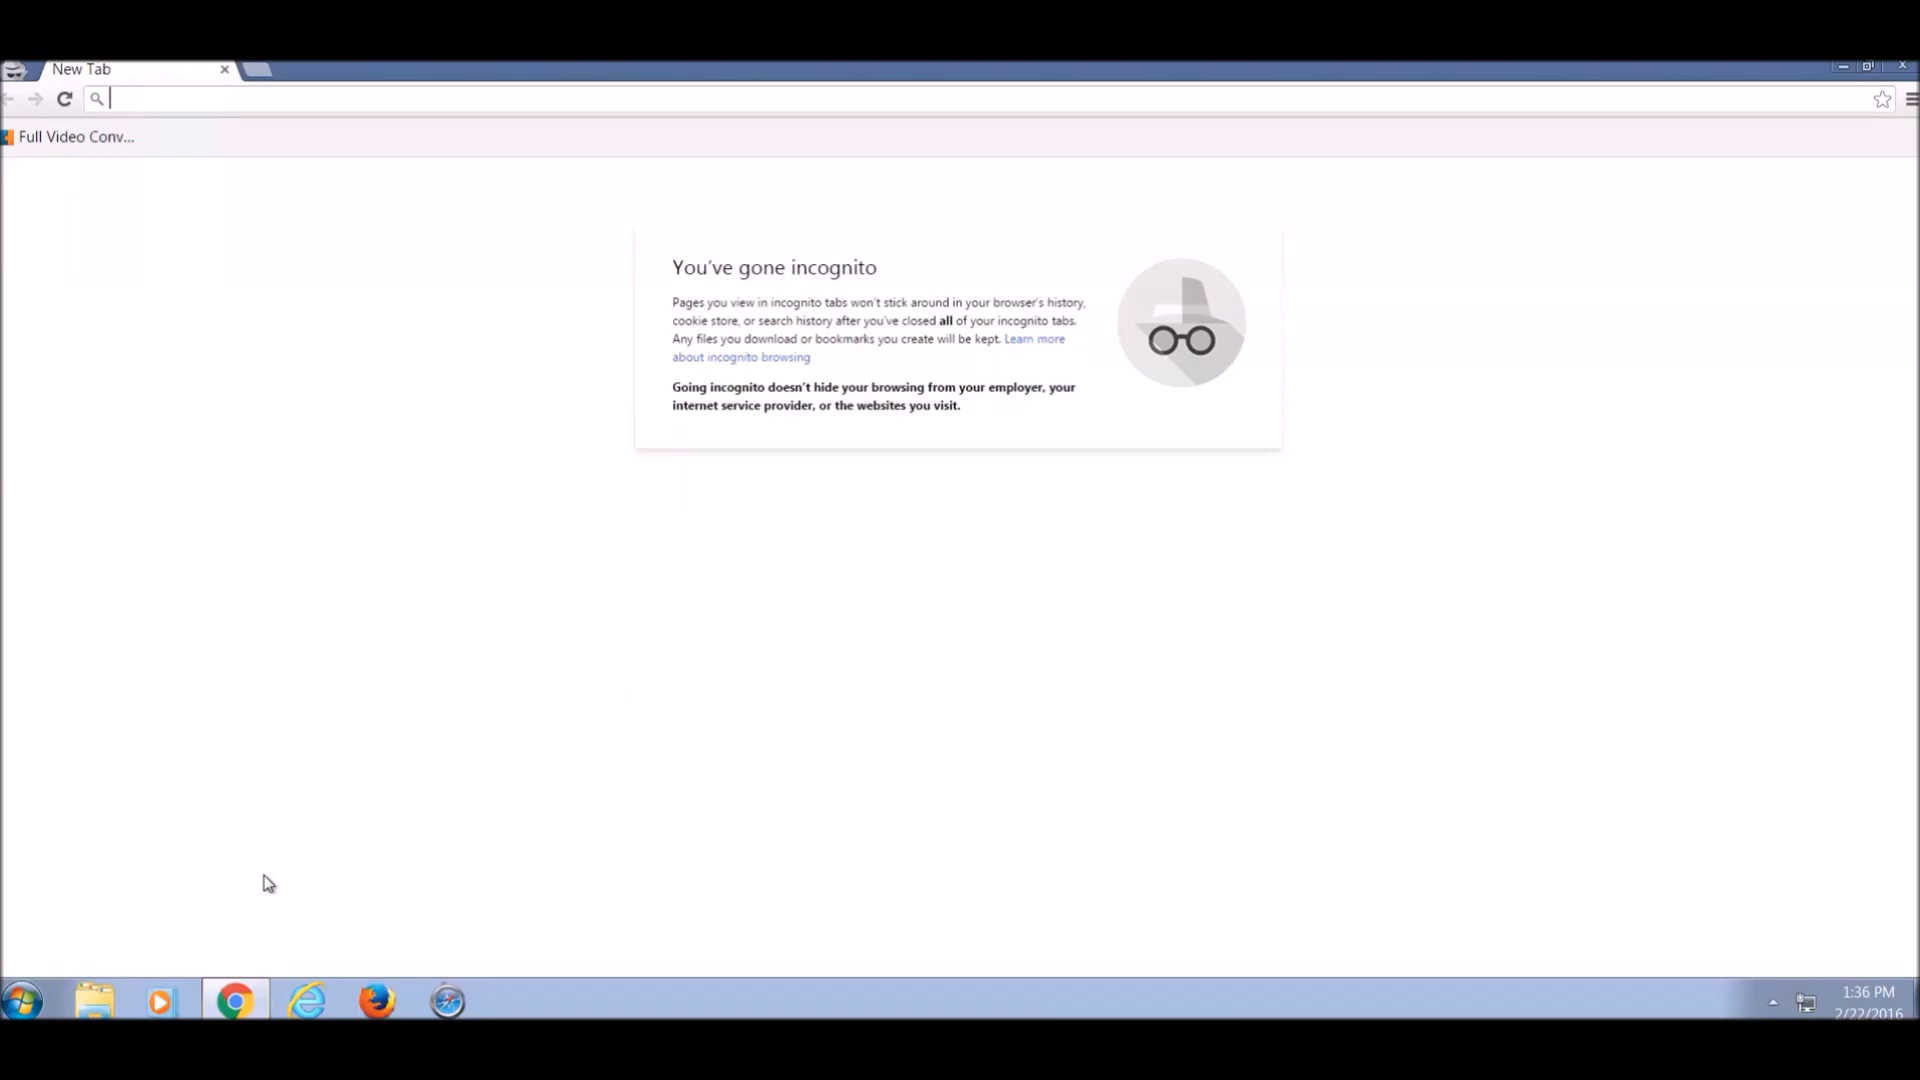 New Tab
Full Video Conv...
You've gone incognito
Pages you view in incognito tabs won't stick around in your browser's history,
cookie store, or search history after you've closed all of your incognito tabs.
Any files you download or bookmarks you create will be kept. Learn more
about incognito browsing
Going incognito doesn't hide your browsing from your employer, your
internet service provider, or the websites you visit.
1:36 PM
2/22/2016